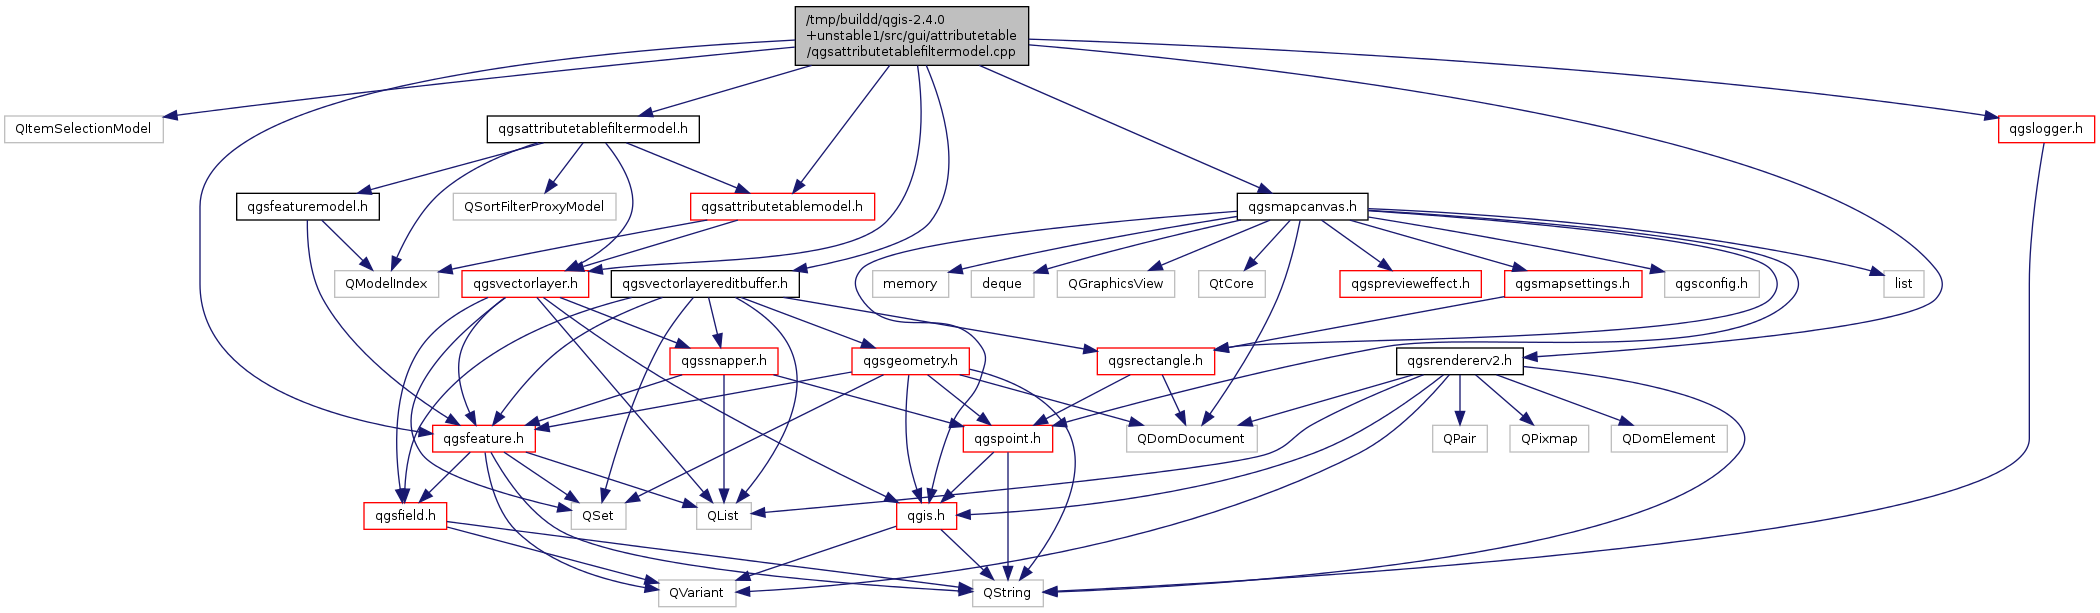 /tmp/buildd/qgis-2.4.0
+unstable1/src/gui/attributetable
/qgsattributetablefiltermodel.cpp
QItemSelectionModel
qgsattributetablefiltermodel.h
qgslogger.h
qgsfeaturemodel.h
QSortFilterProxyModel
qgsattributetablemodel.h
qgsmapcanvas.h
QModelIndex
qgsvectorlayer.h
qgsvectorlayereditbuffer.h
memory
deque
QGraphicsView
QtCore
qgspreviewEffect.h
qgsmapsettings.h
qgsconfig.h
list
qgssnapper.h
qgsgeometry.h
qgsrectangle.h
qgsrendererv2.h
qgsfeature.h
qgspoint.h
QDomDocument
QPair
QPixmap
QDomElement
qgsfield.h
QSet
QList
qgis.h
QVariant
QString